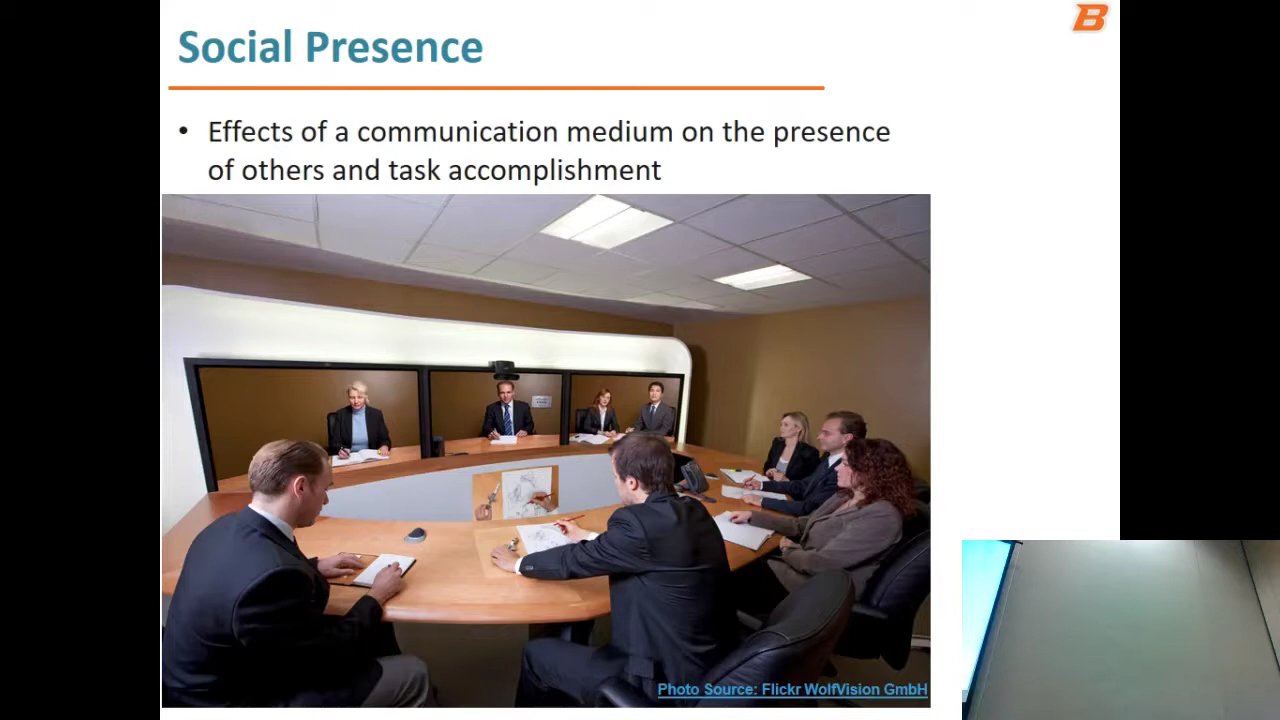 Social Presence
B
• Effects of a communication medium on the presence
of others and task accomplishment
Photo Source: Flickr WolfVision GmbH